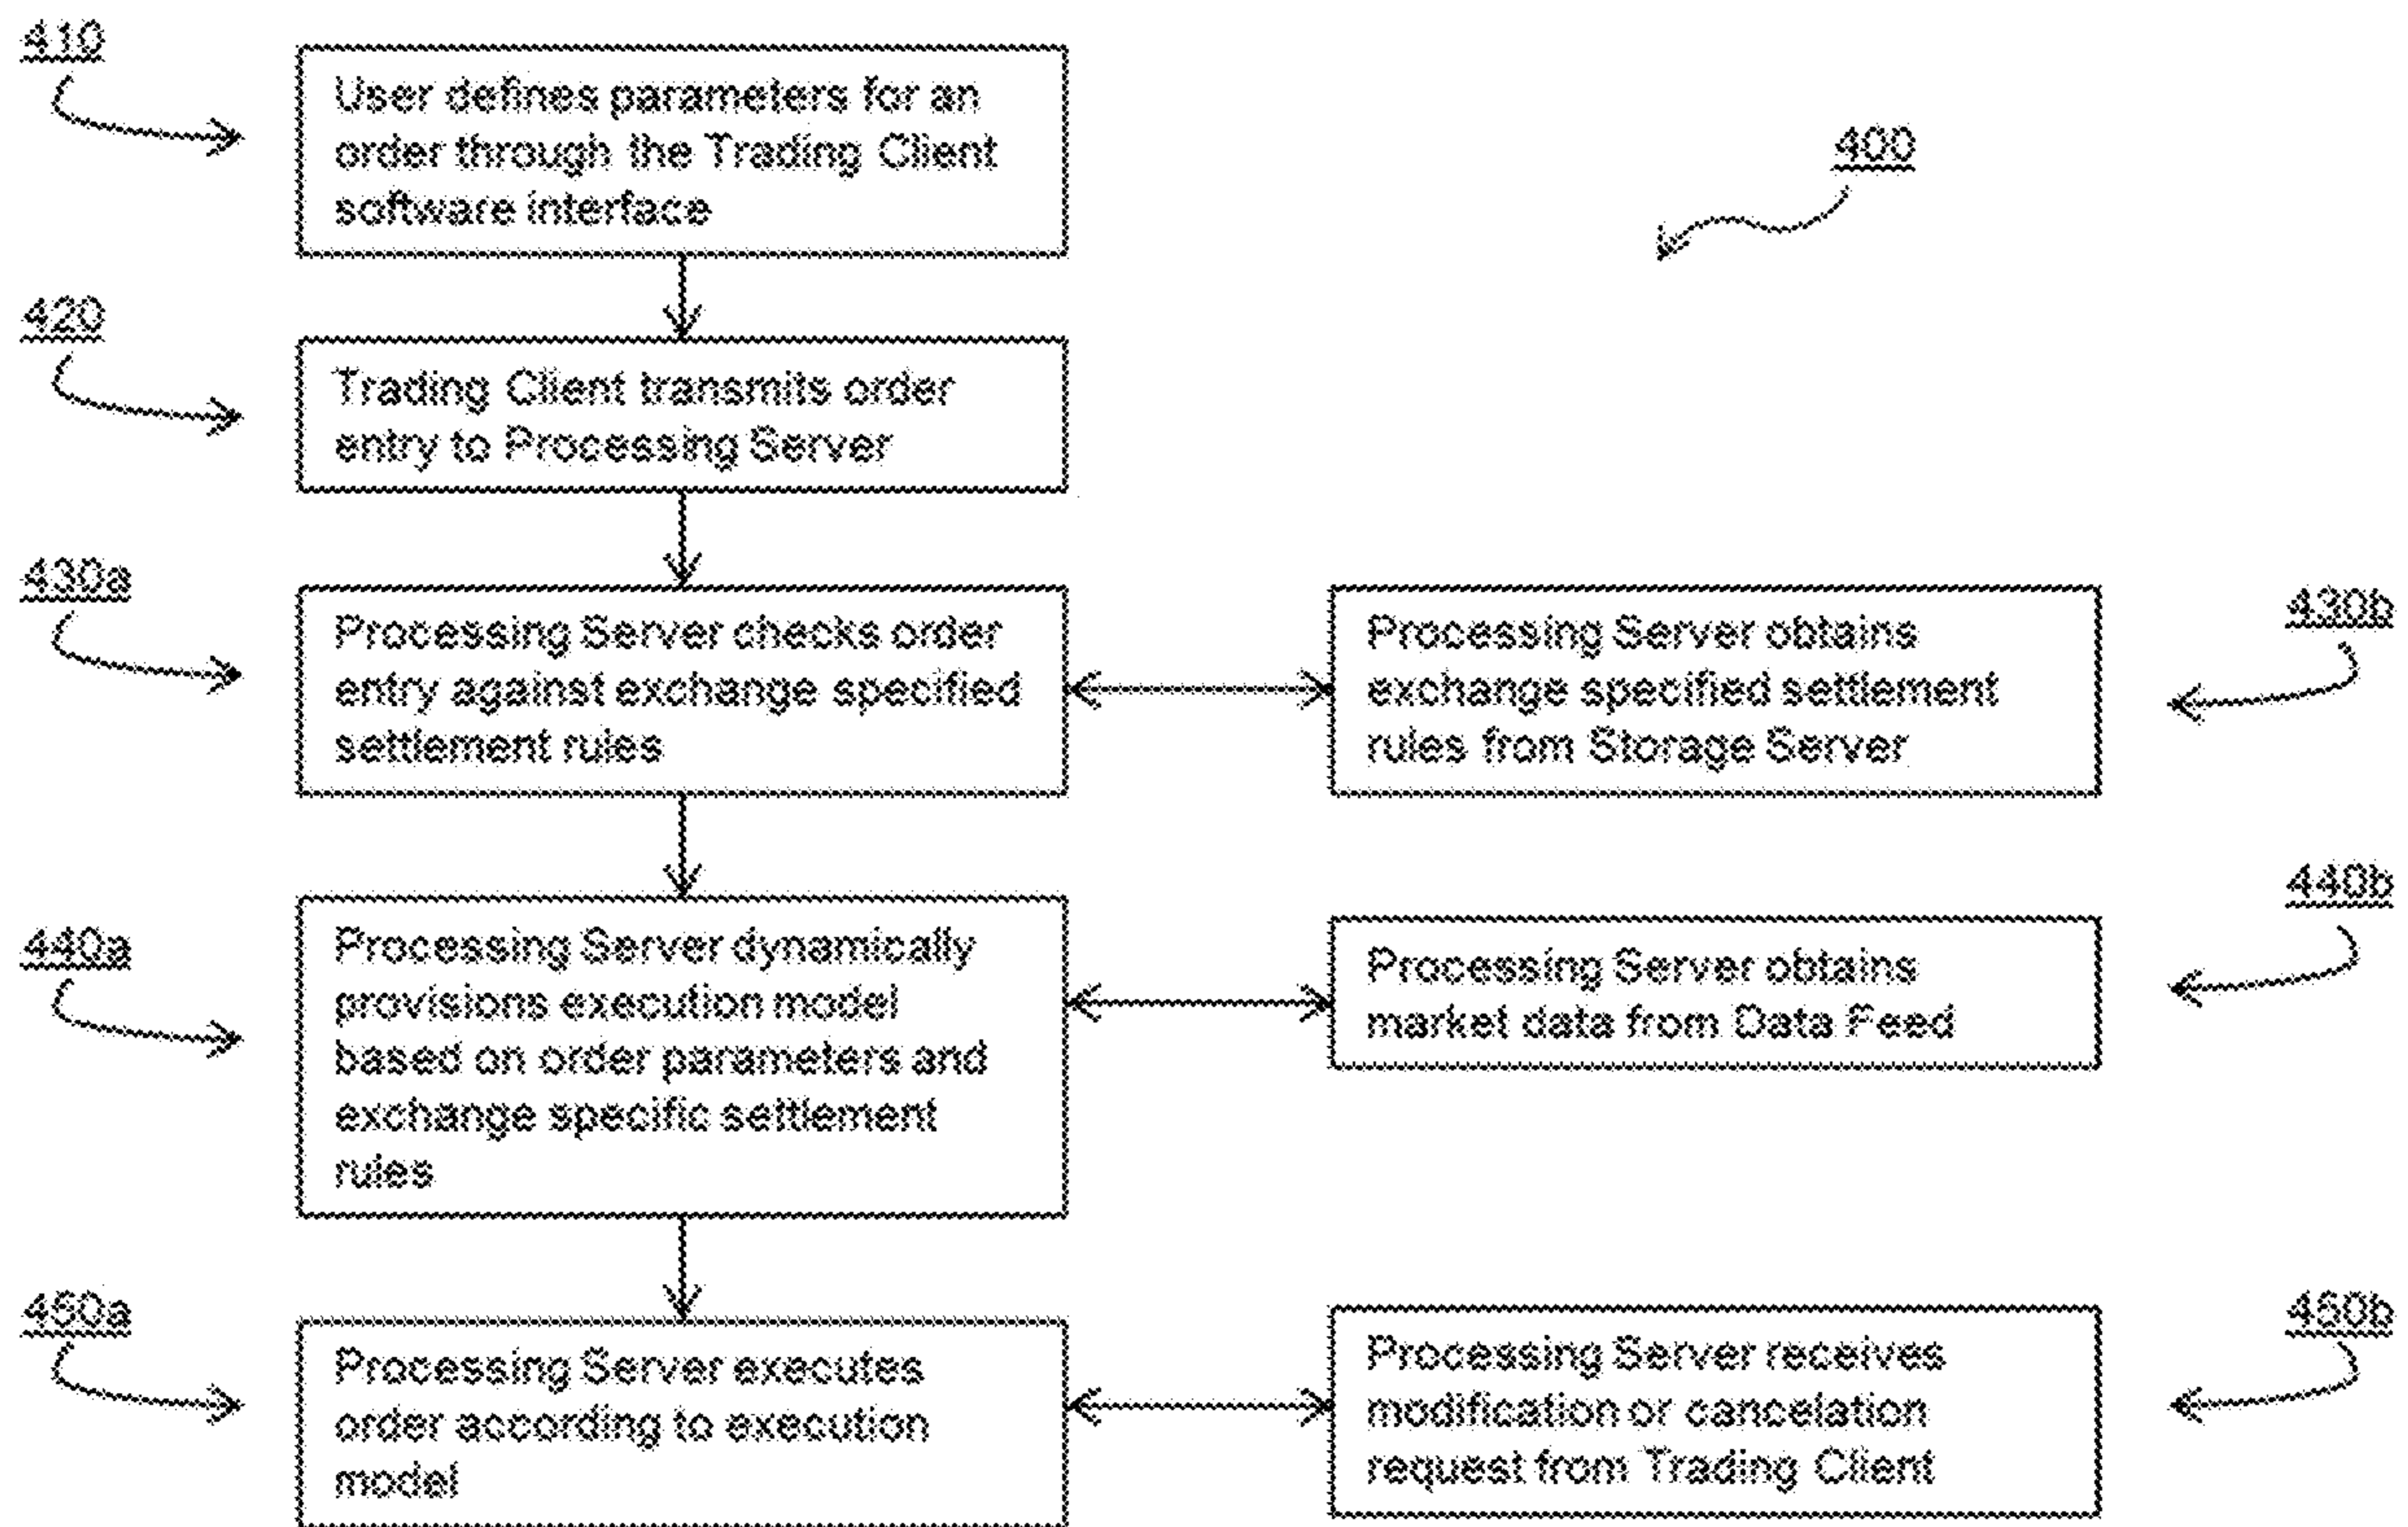 410
User defines parameters for an
order through the Trading Client
software interface
400
420
Trading Client transmits order
entry to Processing Server
430a
Processing Server checks order
entry against exchange specified
settlement rules
Processing Server obtains
exchange specified settlement
rules from Storage Server
430b
440a
Processing Server dynamically
provisions execution model
based on order parameters and
exchange specific settlement
rules
Processing Server obtains
market data from Data Feed
440b
450a
Processing Server executes
order according to execution
model
Processing Server receives
modification or cancelation
request from Trading Client
450b